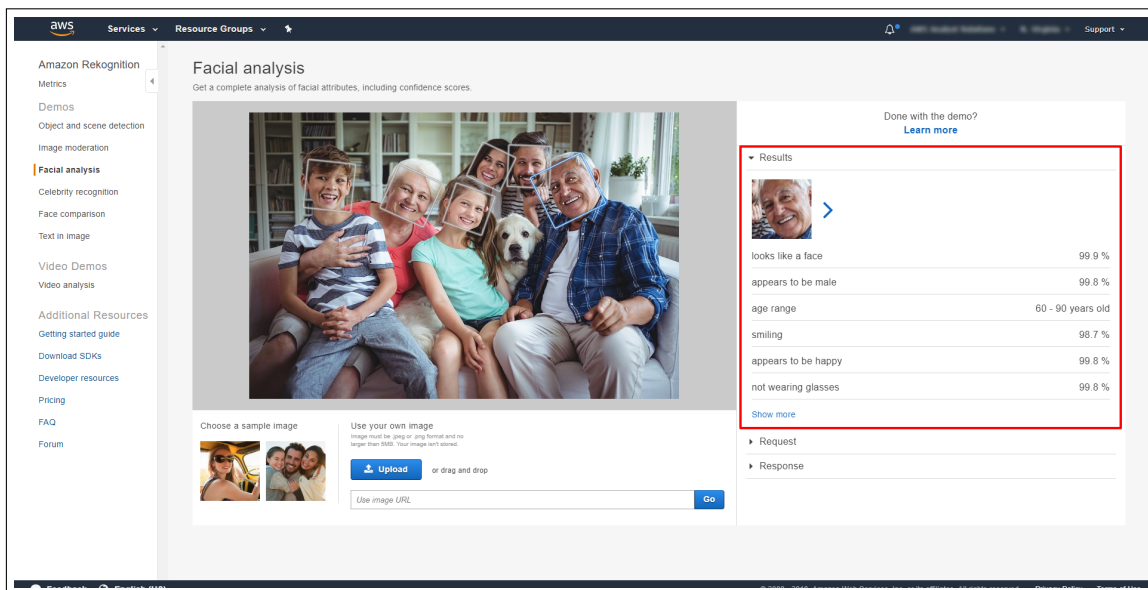 aws Services Resource Groups Support
Amazon Rekognition
Metrics
Demos
Object and scene detection
Image moderation
Facial analysis
Celebrity recognition
Face comparison
Text in image
Video Demos
Video analysis
Additional Resources
Getting started guide
Download SDKs
Developer resources
Pricing
FAQ
Forum
Facial analysis
Get a complete analysis of facial attributes, including confidence scores.
Choose a sample image
Use your own image
Image must be .jpeg or .png format and no
larger than 5MB. Your image isn't stored.
Upload or drag and drop
Use image URL Go
Done with the demo?
Learn more
Results
looks like a face 99.9 %
appears to be male 99.8 %
age range 60 - 90 years old
smiling 98.7 %
appears to be happy 99.8 %
not wearing glasses 99.8 %
Show more
Request
Response